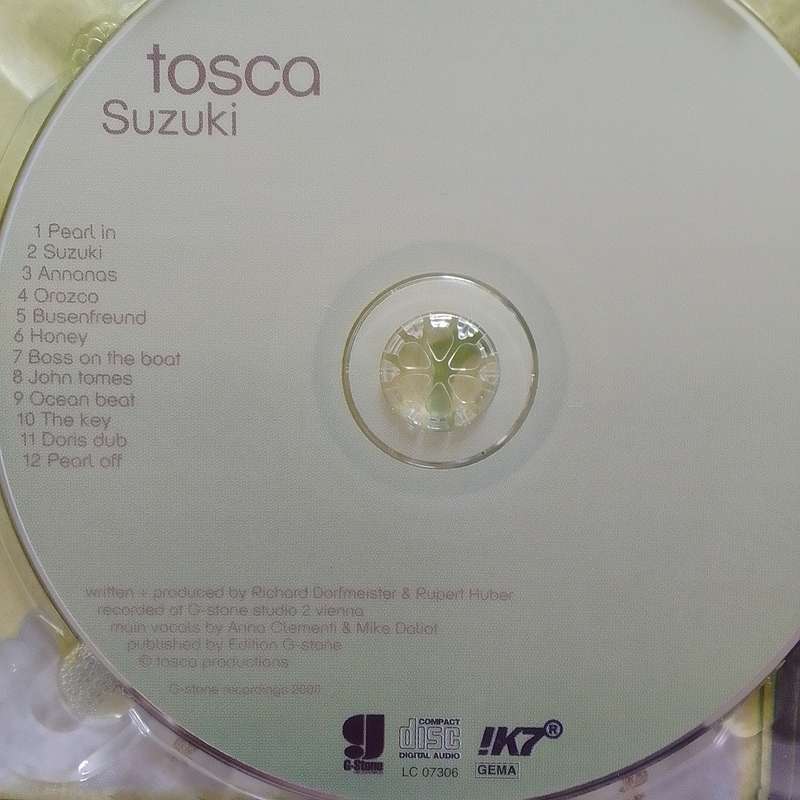 tosca
Suzuki
1 Pearl in
2 Suzuki
3 Annanas
4 Orozco
5 Busenfreund
6 Honey
7 Boss on the boat
8 John tomes
9 Ocean beat
10 The key
11 Doris dub
12 Pearl off
written + produced by Richard Dorfmeister & Rupert Huber
recorded at G-stone studio 2 vienna
main vocals by Anna Clementi & Mike Daliot
published by Edition G-stone
© tosca productions
G-stone recordings 2000
G-Stone
COMPACT
disc
DIGITAL AUDIO
LC 07306
!K7®
GEMA